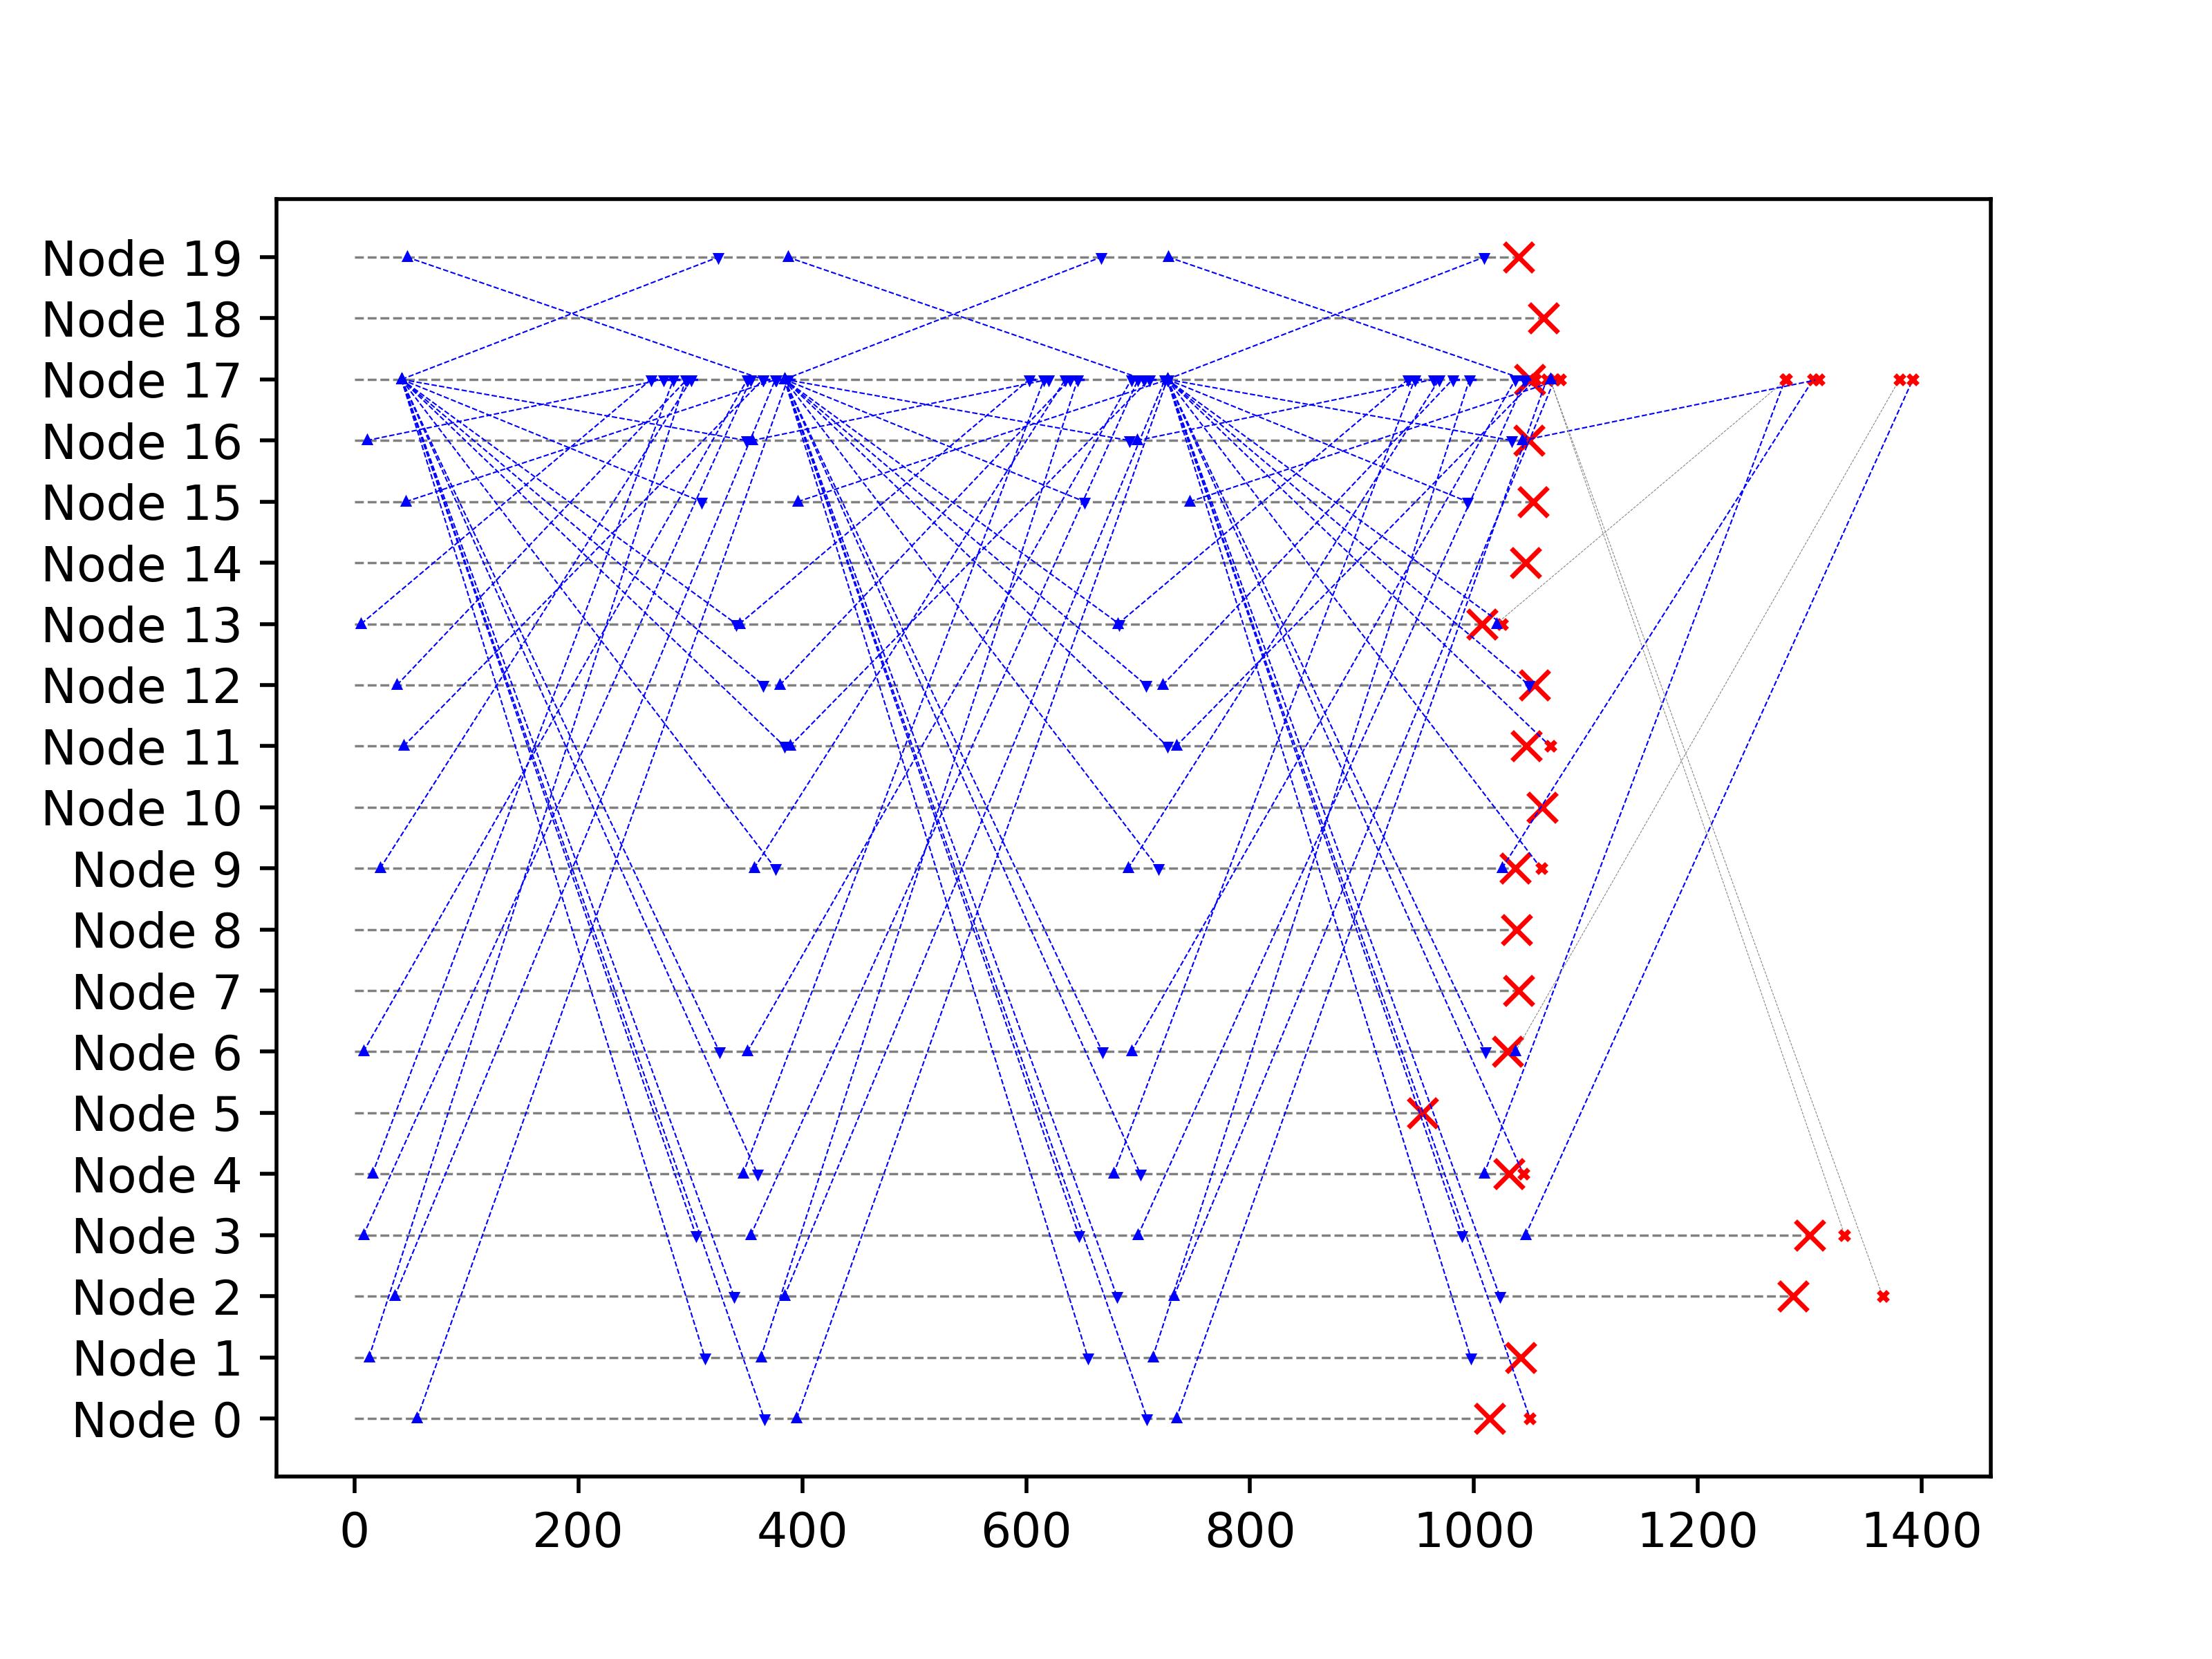 Node 19
Node 18
Node 17
Node 16
Node 15
Node 14
Node 13
Node 12
Node 11
Node 10
Node 9
Node 8
Node 7
Node 6
Node 5
Node 4
Node 3
Node 2
Node 1
Node 0
0 200 400 600 800 1000 1200 1400